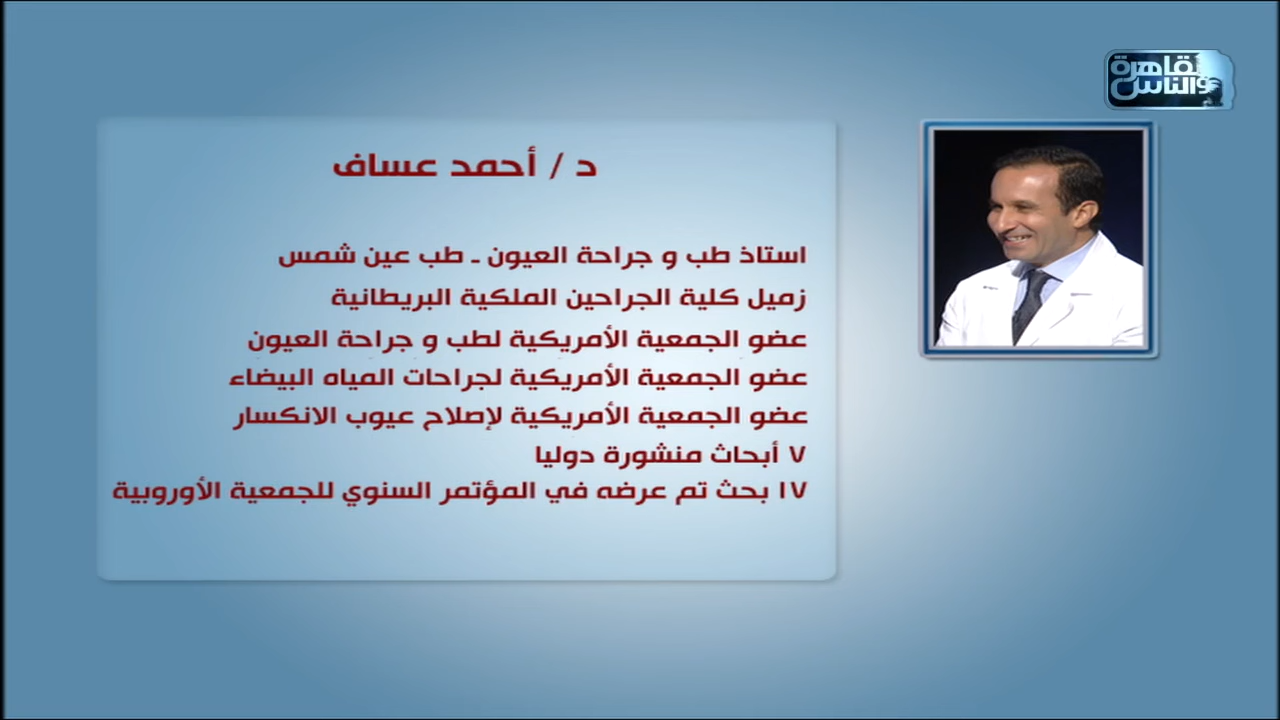 القاهرة
والناس
د / أحمد عساف
استاذ طب و جراحة العيون - طب عين شمس
زميل كلية الجراحين الملكية البريطانية
عضو الجمعية الأمريكية لطب و جراحة العيون
عضو الجمعية الأمريكية لجراحات المياه البيضاء
عضو الجمعية الأمريكية لإصلاح عيوب الانكسار
٧ أبحاث منشورة دوليا
١٧ بحث تم عرضه في المؤتمر السنوي للجمعية الأوروبية